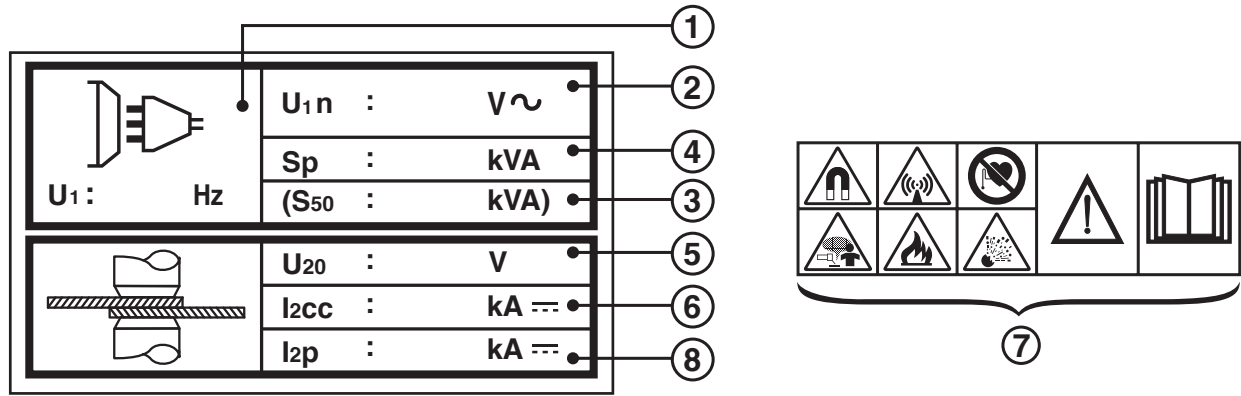 1
U1n : V~ 2
Sp : kVA 4
U1: Hz (S50 : kVA) 3
U20 : V 5
I2cc : kA 6
I2p : kA 8
7